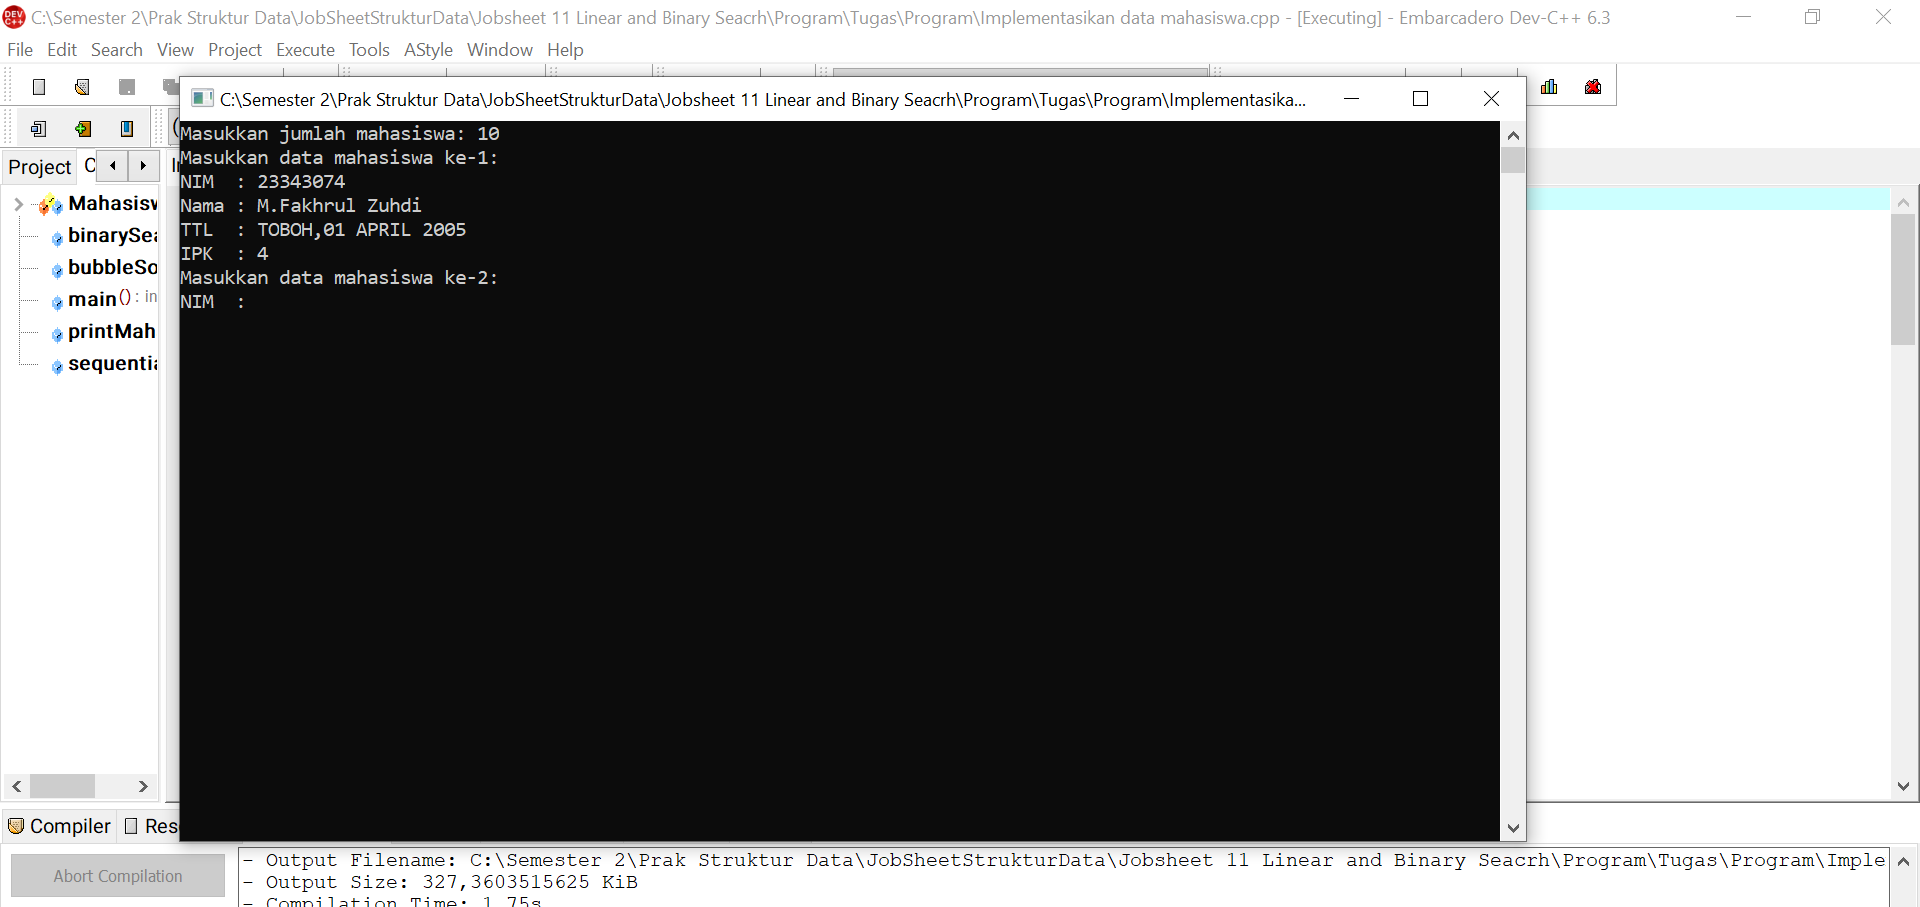 DEV C++ C:\Semester 2\Prak Struktur Data\JobSheetStrukturData\Jobsheet 11 Linear and Binary Seacrh\Program\Tugas\Program\Implementasikan data mahasiswa.cpp - [Executing] - Embarcadero Dev-C++ 6.3
File Edit Search View Project Execute Tools AStyle Window Help
C:\Semester 2\Prak Struktur Data\JobSheetStrukturData\Jobsheet 11 Linear and Binary Seacrh\Program\Tugas\Program\Implementasika...
Project C
Mahasisw
binarySea
bubbleSo
main() : in
printMah
sequentia
Masukkan jumlah mahasiswa: 10
Masukkan data mahasiswa ke-1:
NIM  : 23343074
Nama : M.Fakhrul Zuhdi
TTL  : TOBOH,01 APRIL 2005
IPK  : 4
Masukkan data mahasiswa ke-2:
NIM  :
Compiler Res
Abort Compilation
- Output Filename: C:\Semester 2\Prak Struktur Data\JobSheetStrukturData\Jobsheet 11 Linear and Binary Seacrh\Program\Tugas\Program\Imple
- Output Size: 327,3603515625 KiB
- Compilation Time: 1,75s